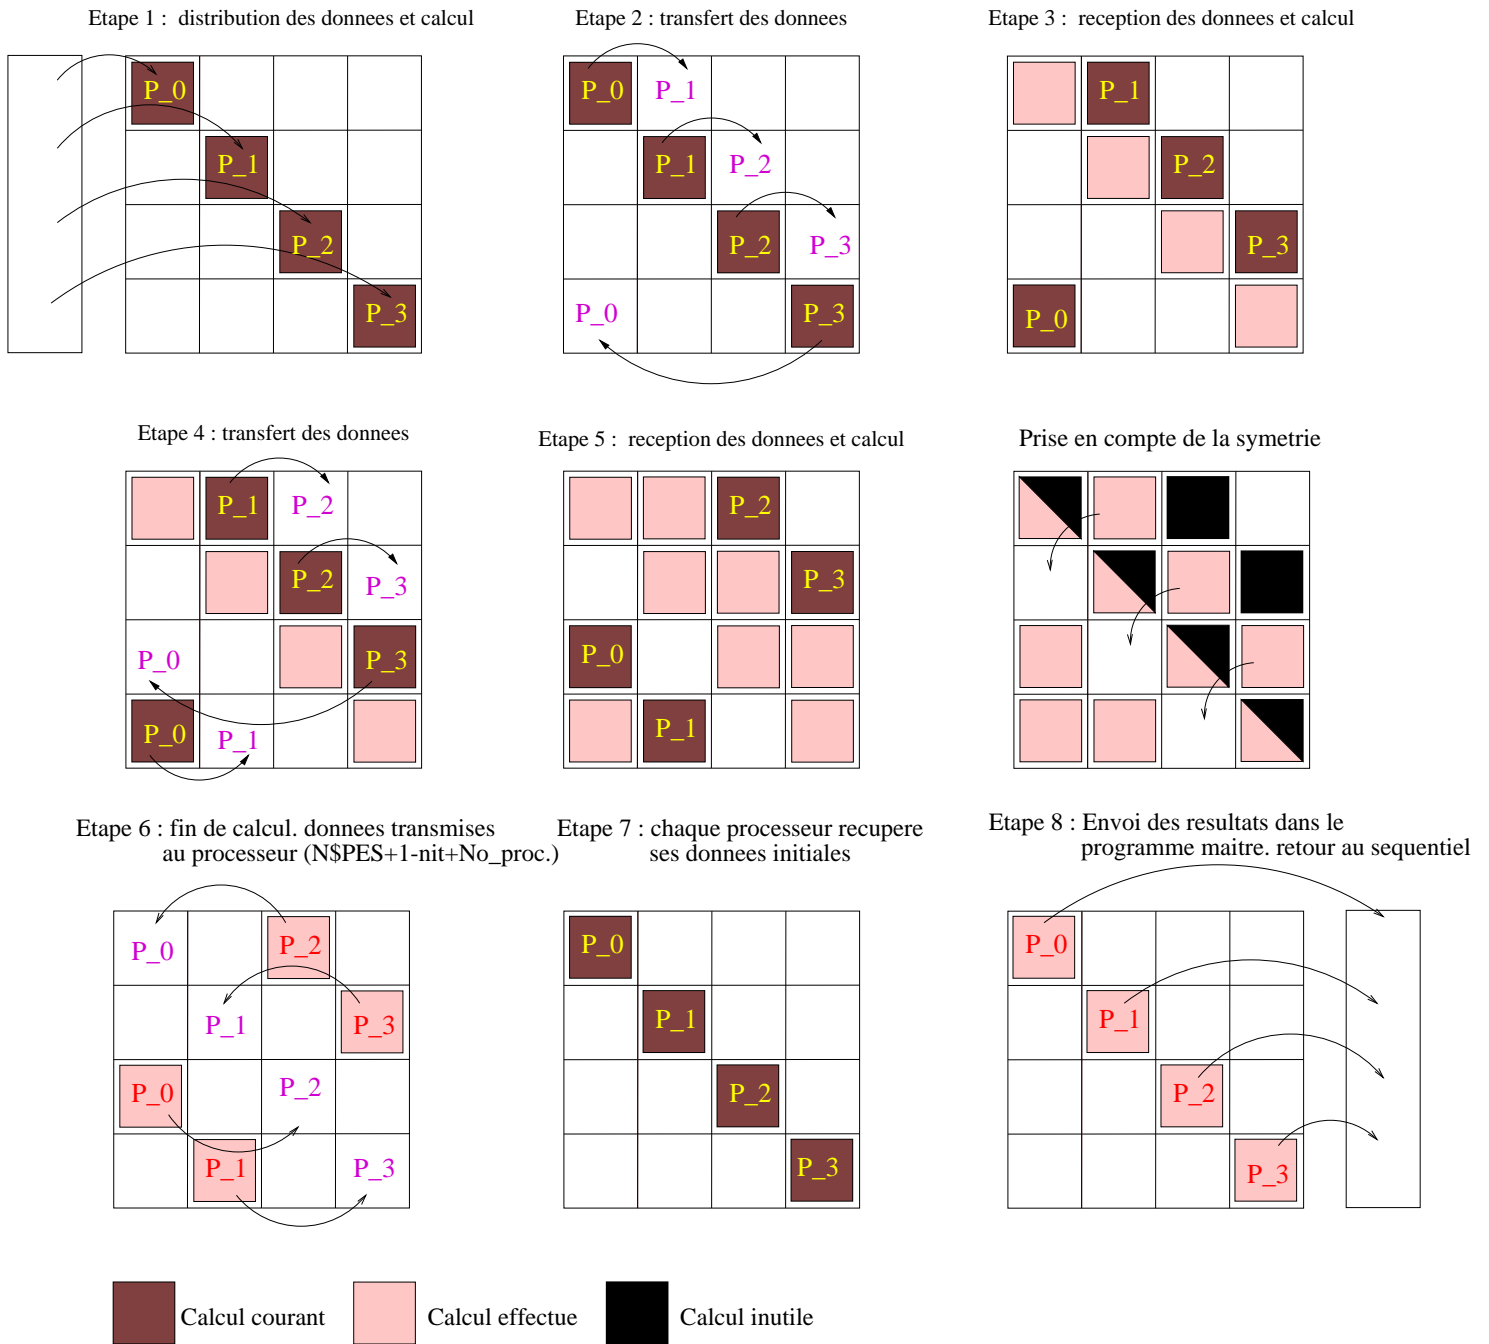 Etape 1 :  distribution des donnees et calcul
P_0
P_1
P_2
P_3
Etape 2 : transfert des donnees
P_0 P_1
P_1 P_2
P_2 P_3
P_0 P_3
Etape 3 :  reception des donnees et calcul
P_1
P_2
P_3
P_0
Etape 4 : transfert des donnees
P_1 P_2
P_2 P_3
P_0 P_3
P_0 P_1
Etape 5 :  reception des donnees et calcul
P_2
P_3
P_0
P_1
Prise en compte de la symetrie
Etape 6 : fin de calcul. donnees transmises
au processeur (N$PES+1-nit+No_proc.)
P_0 P_2
P_1 P_3
P_0 P_2
P_1 P_3
Etape 7 : chaque processeur recupere
ses donnees initiales
P_0
P_1
P_2
P_3
Etape 8 : Envoi des resultats dans le
programme maitre. retour au sequentiel
P_0
P_1
P_2
P_3
Calcul courant
Calcul effectue
Calcul inutile